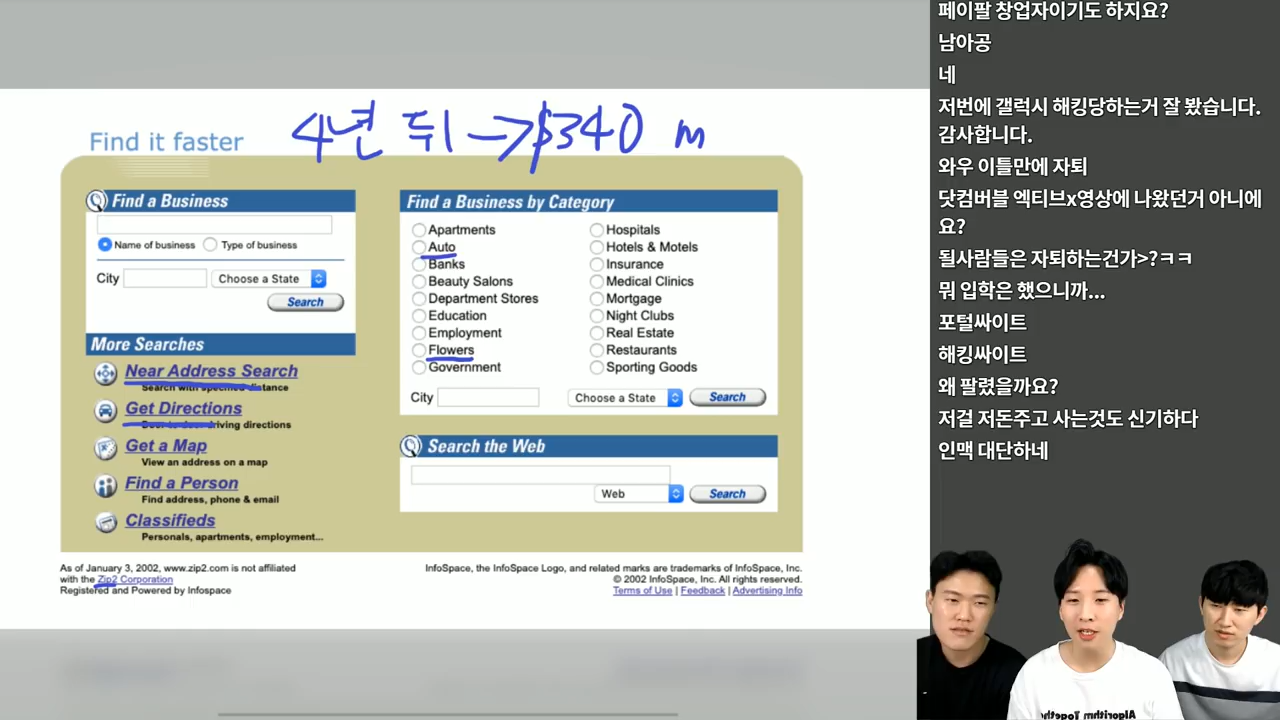 Find it faster
4년 뒤 → $340 m
Find a Business
Name of business Type of business
City Choose a State
Search
More Searches
Near Address Search
Search with specified distance
Get Directions
Door to door driving directions
Get a Map
View an address on a map
Find a Person
Find address, phone & email
Classifieds
Personals, apartments, employment...
Find a Business by Category
Apartments
Auto
Banks
Beauty Salons
Department Stores
Education
Employment
Flowers
Government
Hospitals
Hotels & Motels
Insurance
Medical Clinics
Mortgage
Night Clubs
Real Estate
Restaurants
Sporting Goods
City Choose a State Search
Search the Web
Web Search
As of January 3, 2002, www.zip2.com is not affiliated
with the Zip2 Corporation
Registered and Powered by Infospace
InfoSpace, the InfoSpace Logo, and related marks are trademarks of InfoSpace, Inc.
© 2002 InfoSpace, Inc. All rights reserved.
Terms of Use | Feedback | Advertising Info
페이팔 창업자이기도 하지요?
남아공
네
저번에 갤럭시 해킹당하는거 잘 봤습니다.
감사합니다.
와우 이틀만에 자퇴
닷컴버블 엑티브x영상에 나왔던거 아니에
요?
될사람들은 자퇴하는건가>?ㅋㅋ
뭐 입학은 했으니까...
포털싸이트
해킹싸이트
왜 팔렸을까요?
저걸 저돈주고 사는것도 신기하다
인맥 대단하네
Algorithm